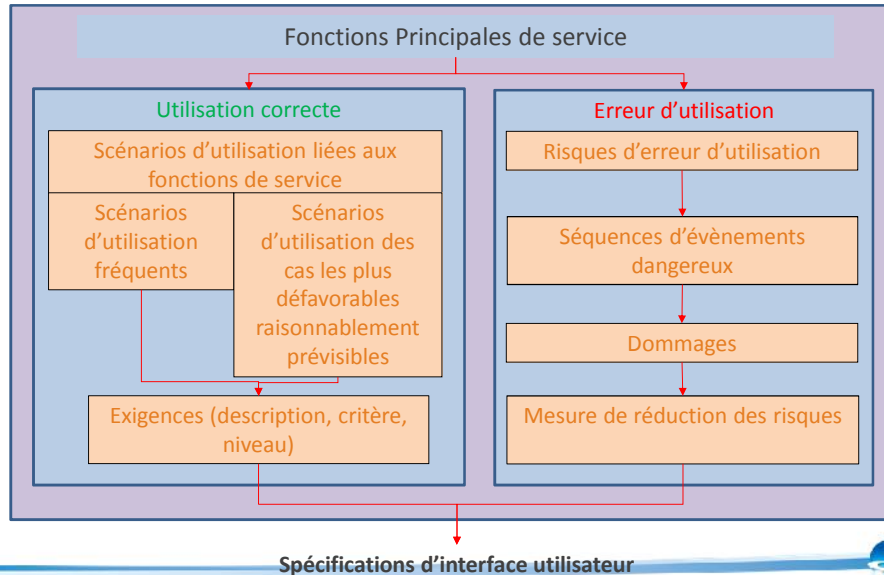 Fonctions Principales de service
Utilisation correcte
Scénarios d'utilisation liées aux
fonctions de service
Scénarios
d'utilisation
fréquents
Scénarios
d'utilisation des
cas les plus
défavorables
raisonnablement
prévisibles
Exigences (description, critère,
niveau)
Erreur d'utilisation
Risques d'erreur d'utilisation
Séquences d'évènements
dangereux
Dommages
Mesure de réduction des risques
Spécifications d'interface utilisateur